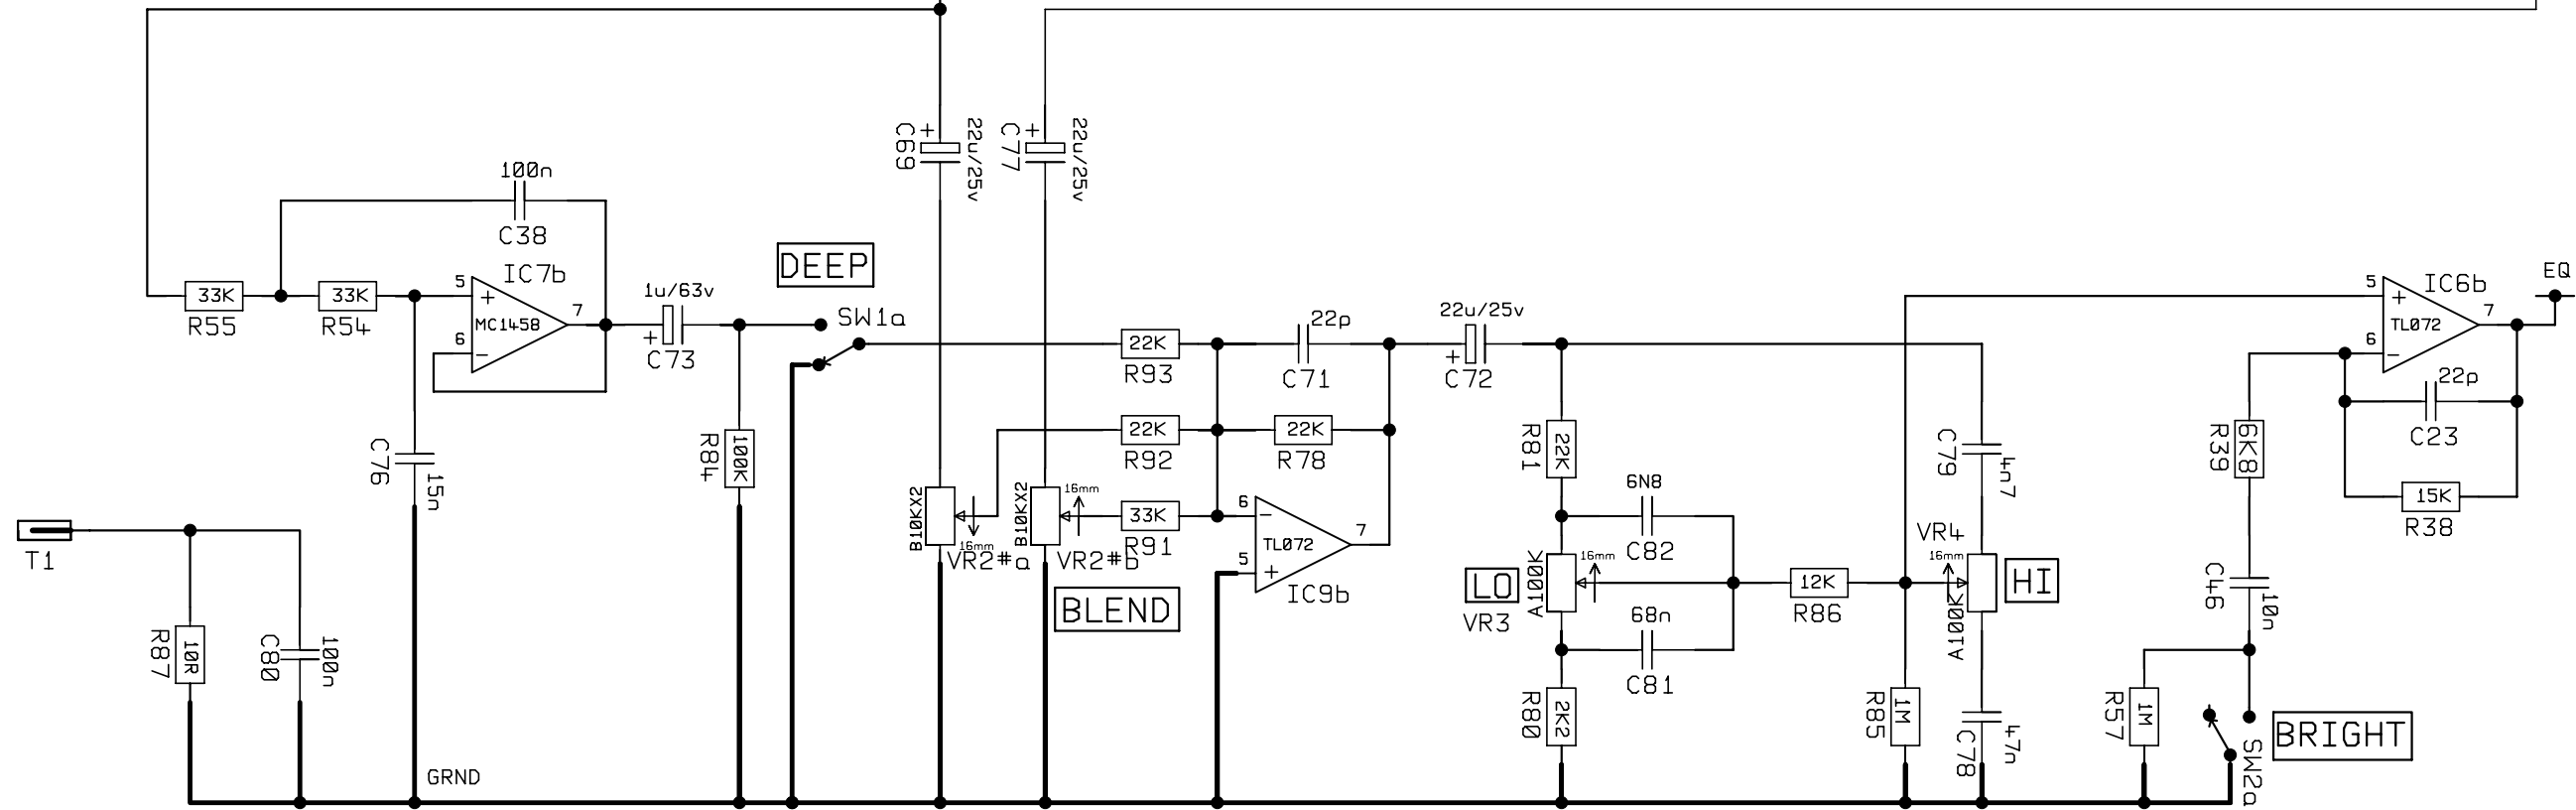 22u/25v
C69
+
22u/25v
C77
+
100n
C38
IC7b
5
+
33K
R55
33K
R54
MC1458
7
6
-
1u/63v
+
C73
DEEP
SW1a
22K
R93
22p
C71
22u/25v
+
C72
IC6b
EQ
5
+
TL072
7
6
-
22p
C23
15K
R38
6K8
R39
C76
15n
R84
100K
22K
R92
22K
R78
R81
22K
C79
4n7
B10KX2
16mm
VR2#a
B10KX2
16mm
VR2#b
33K
R91
6
-
TL072
7
5
+
IC9b
BLEND
6N8
C82
16mm
A100K
LO
VR3
68n
C81
12K
R86
VR4
16mm
A100K
HI
C46
10n
T1
R87
10R
C80
100n
R80
2K2
R85
1M
C78
47n
R57
1M
SW2a
BRIGHT
GRND